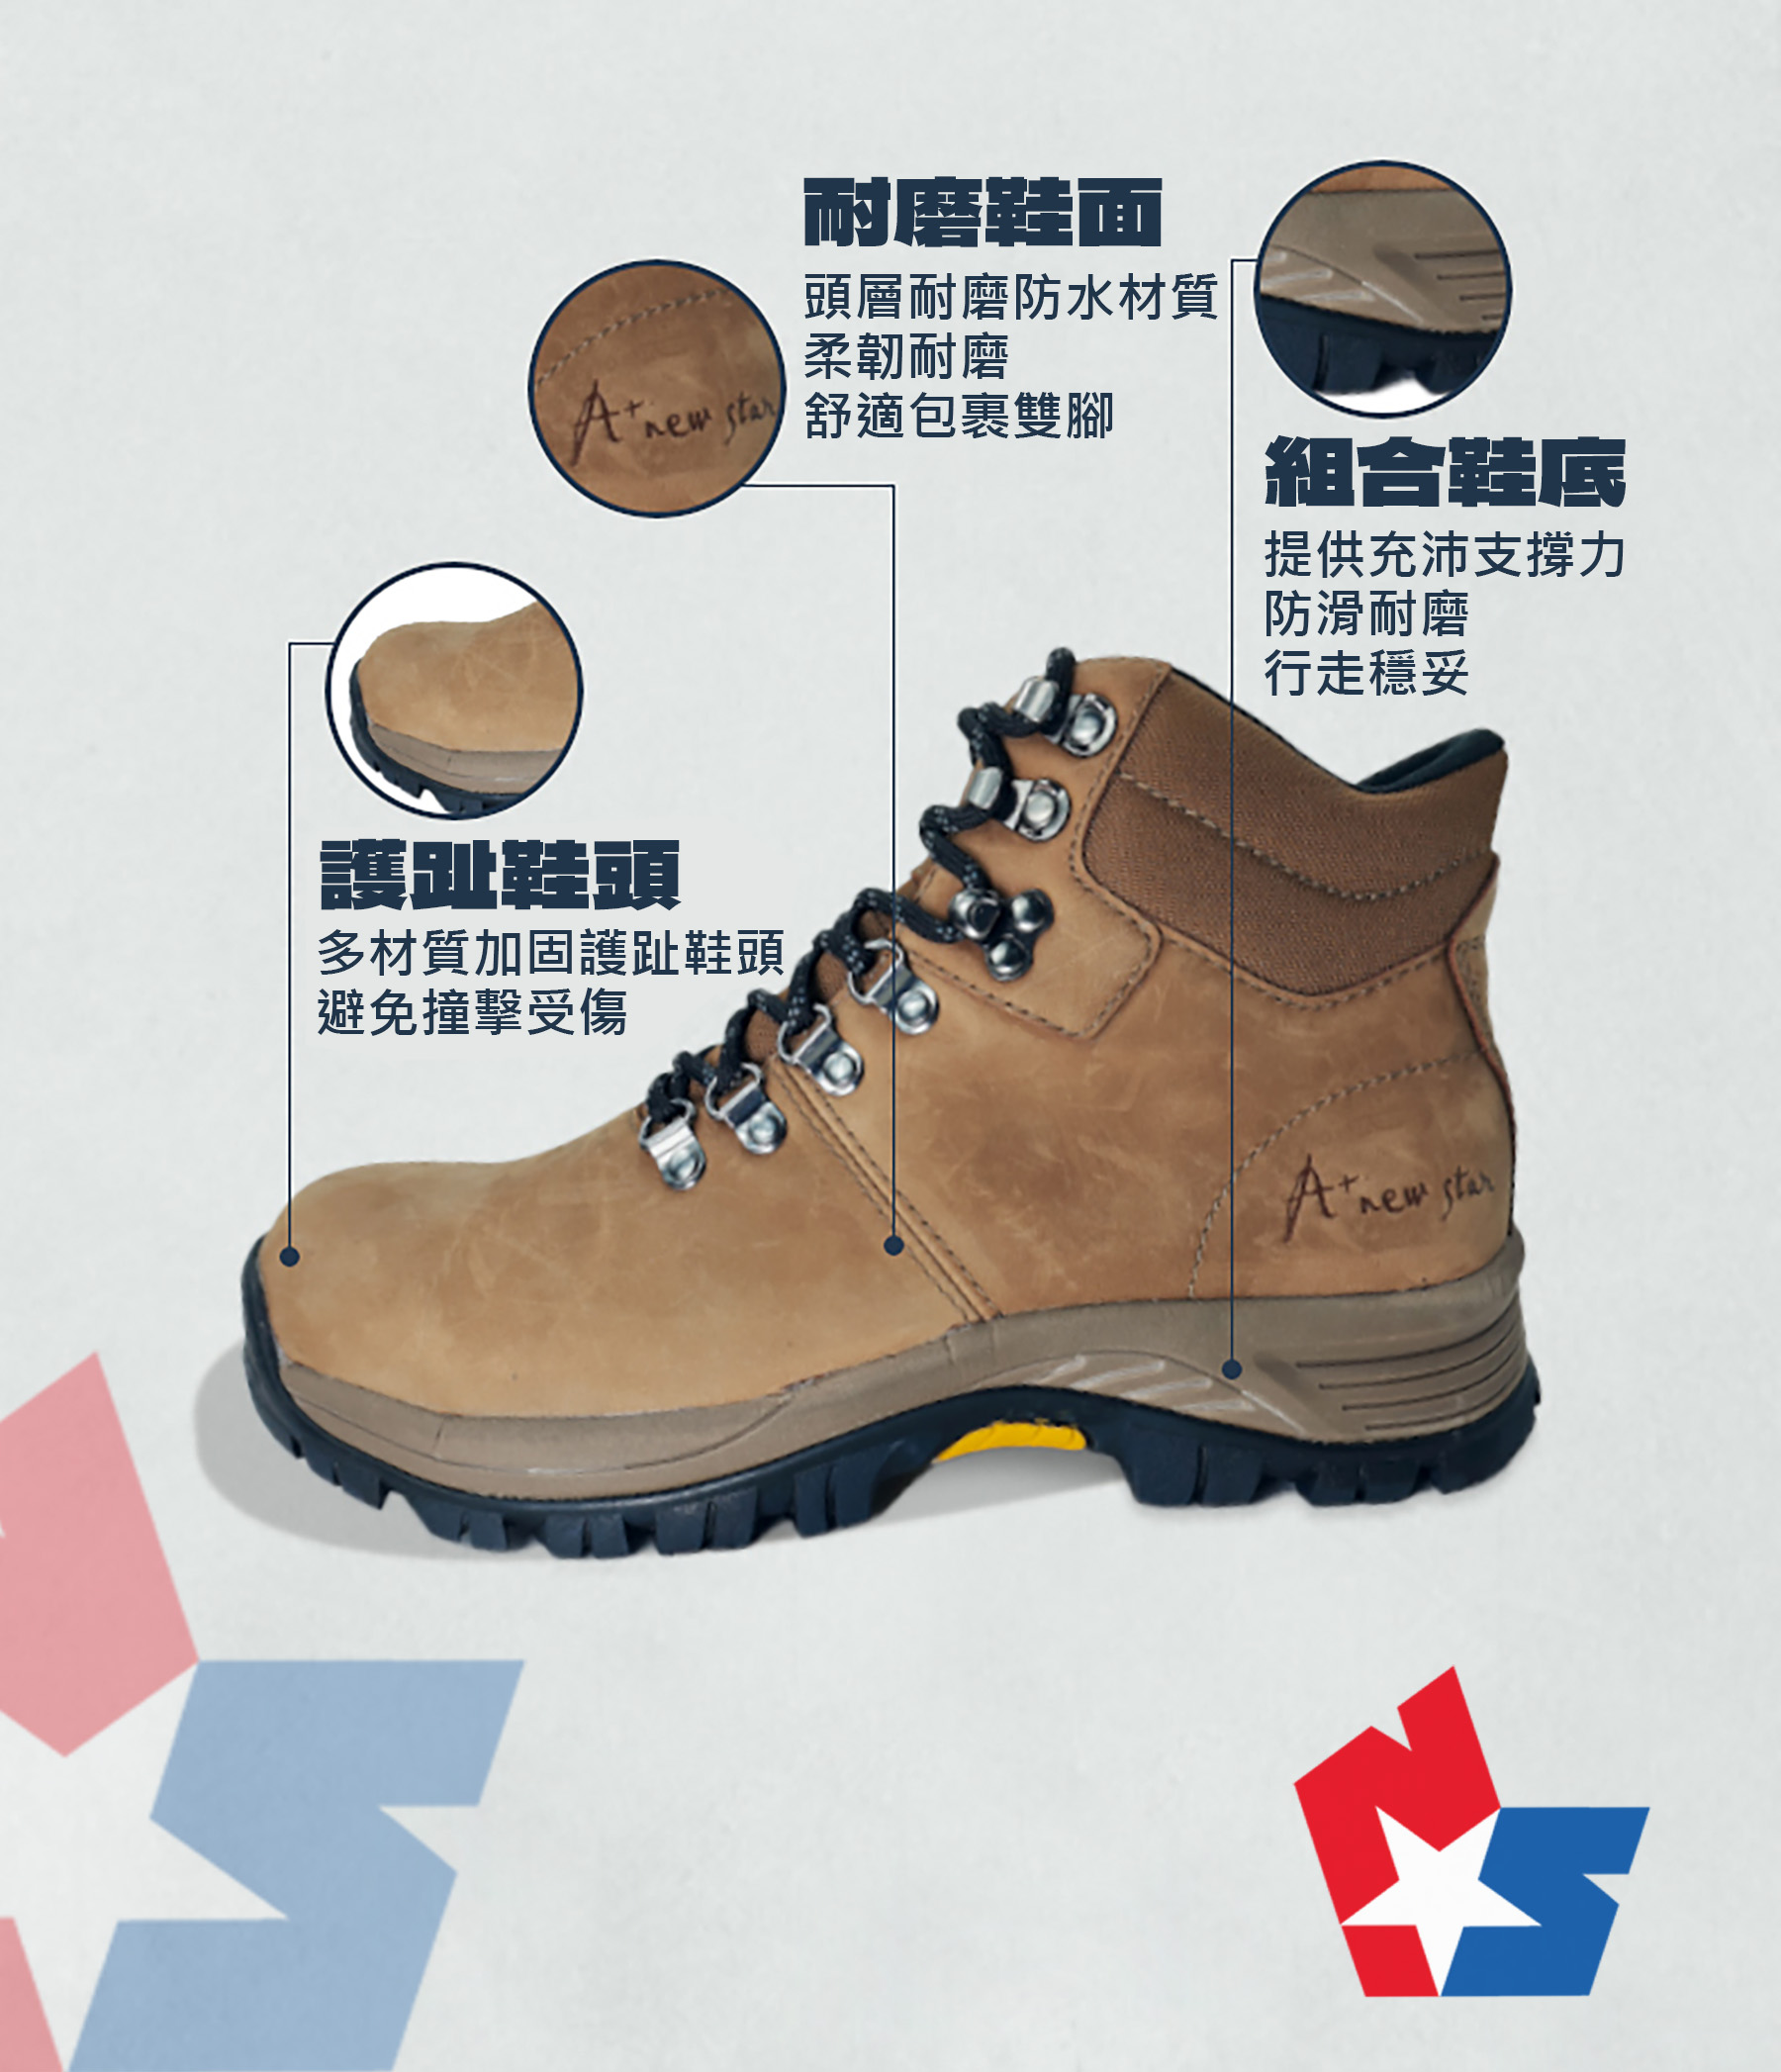 耐磨鞋面
頭層耐磨防水材質
柔韌耐磨
舒適包裹雙腳
A+ new star
組合鞋底
提供充沛支撐力
防滑耐磨
行走穩妥
護趾鞋頭
多材質加固護趾鞋頭
避免撞擊受傷
A+ new star
NS